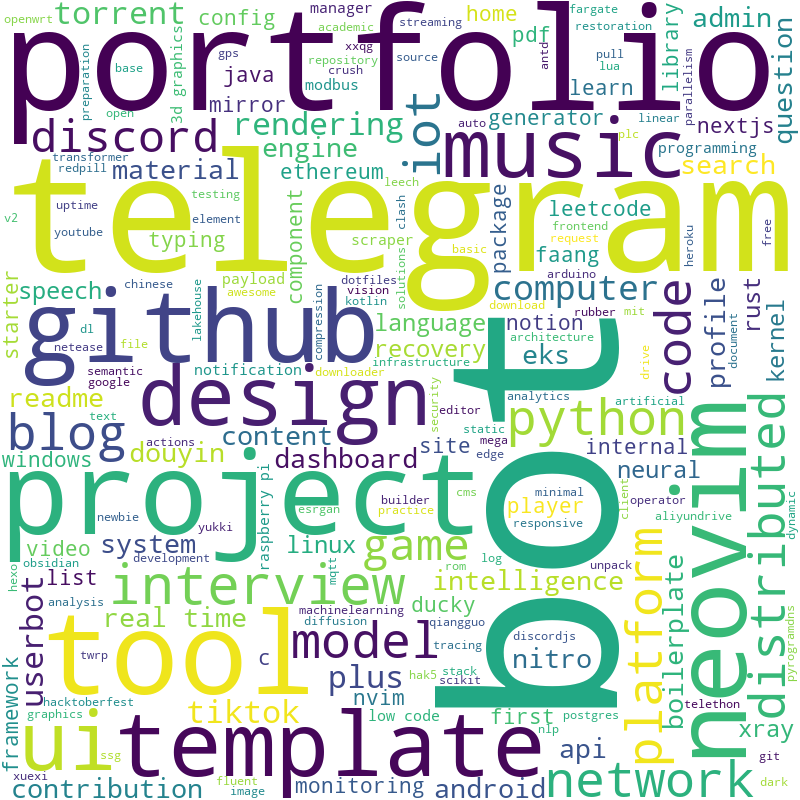 openwrt
torrent
config
manager
academic
streaming
fargate
restoration
home
admin
portfolio
preparation
base
open
3d graphics
gps
java
mirror
xxqg
repository
crush
modbus
source
pdf
antd
pull
lua
learn
library
parallelism
question
discord
rendering
engine
iot
auto
music
generator
plc
linear
nextjs
programming
search
transformer
redpill
material
ethereum
telegram
testing
leech
v2
uptime
element
youtube
typing
component
scraper
clash
solutions
basic
package
leetcode
frontend
request
faang
heroku
free
starter
speech
chinese
lakehouse
payload
awesome
notification
compression
dotfiles
vision
kotlin
download
arduino
computer
rubber
mit
code
profile
document
rust
git
kernel
github
dl
netease
file
semantic
google
downloader
infrastructure
language
recovery
notion
architecture
eks
drive
readme
design
text
blog
actions
content
douyin
dashboard
security
editor
analytics
static
site
mega
edge
artificial
python
internal
neural
neovim
distributed
windows
project
raspberry pi
esrgan
builder
practice
cms
player
minimal
responsive
client
operator
aliyundrive
dynamic
newbie
yukki
video
obsidian
system
development
linux
game
log
rom
unpack
bot
platform
boilerplate
hexo
list
analysis
interview
mqtt
intelligence
userbot
real time
machinelearning
diffusion
ducky
qiangguo
tracing
discordjs
nitro
pyrogramdns
tool
twrp
c
model
hak5
stack
scikit
plus
nvim
framework
hacktoberfest
graphics
ui
ssg
template
tiktok
low code
first
nlp
postgres
telethon
xray
api
git
xuexi
contribution
fluent
image
monitoring
android
network
dark